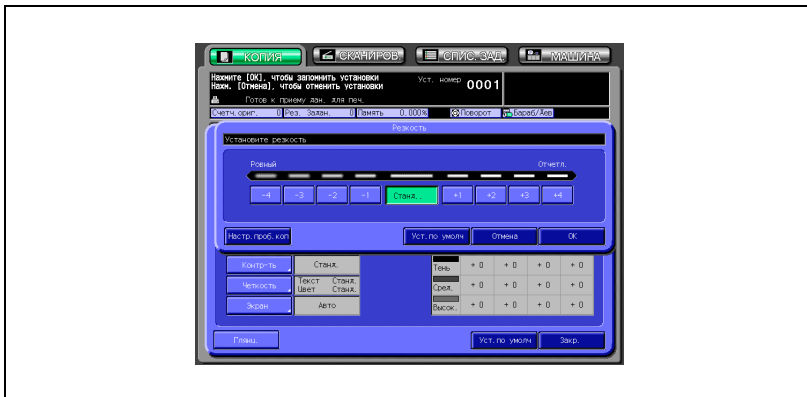 КОПИЯ СКАНИРОВ. СПИС. ЗАД. МАШИНА
Нажмите [OK], чтобы запомнить установки
Нажм. [Отмена], чтобы отменить установки
Уст. номер 0001
Готов к приему дан. для печ.
Счетч.ориг. 0 Рез. Задан. 0 Память 0.000% Поворот Бараб/Лев
Резкость
Установите резкость
Ровный Отчетл.
-4 -3 -2 -1 Станд.. +1 +2 +3 +4
Настр.проб.коп Уст.по умолч Отмена OK
Контр-ть Станд. Тень + 0 + 0 + 0 + 0
Четкость Текст Станд. Цвет Станд. Сред. + 0 + 0 + 0 + 0
Экран Авто Высок. + 0 + 0 + 0 + 0
Глянц. Уст.по умолч Закр.